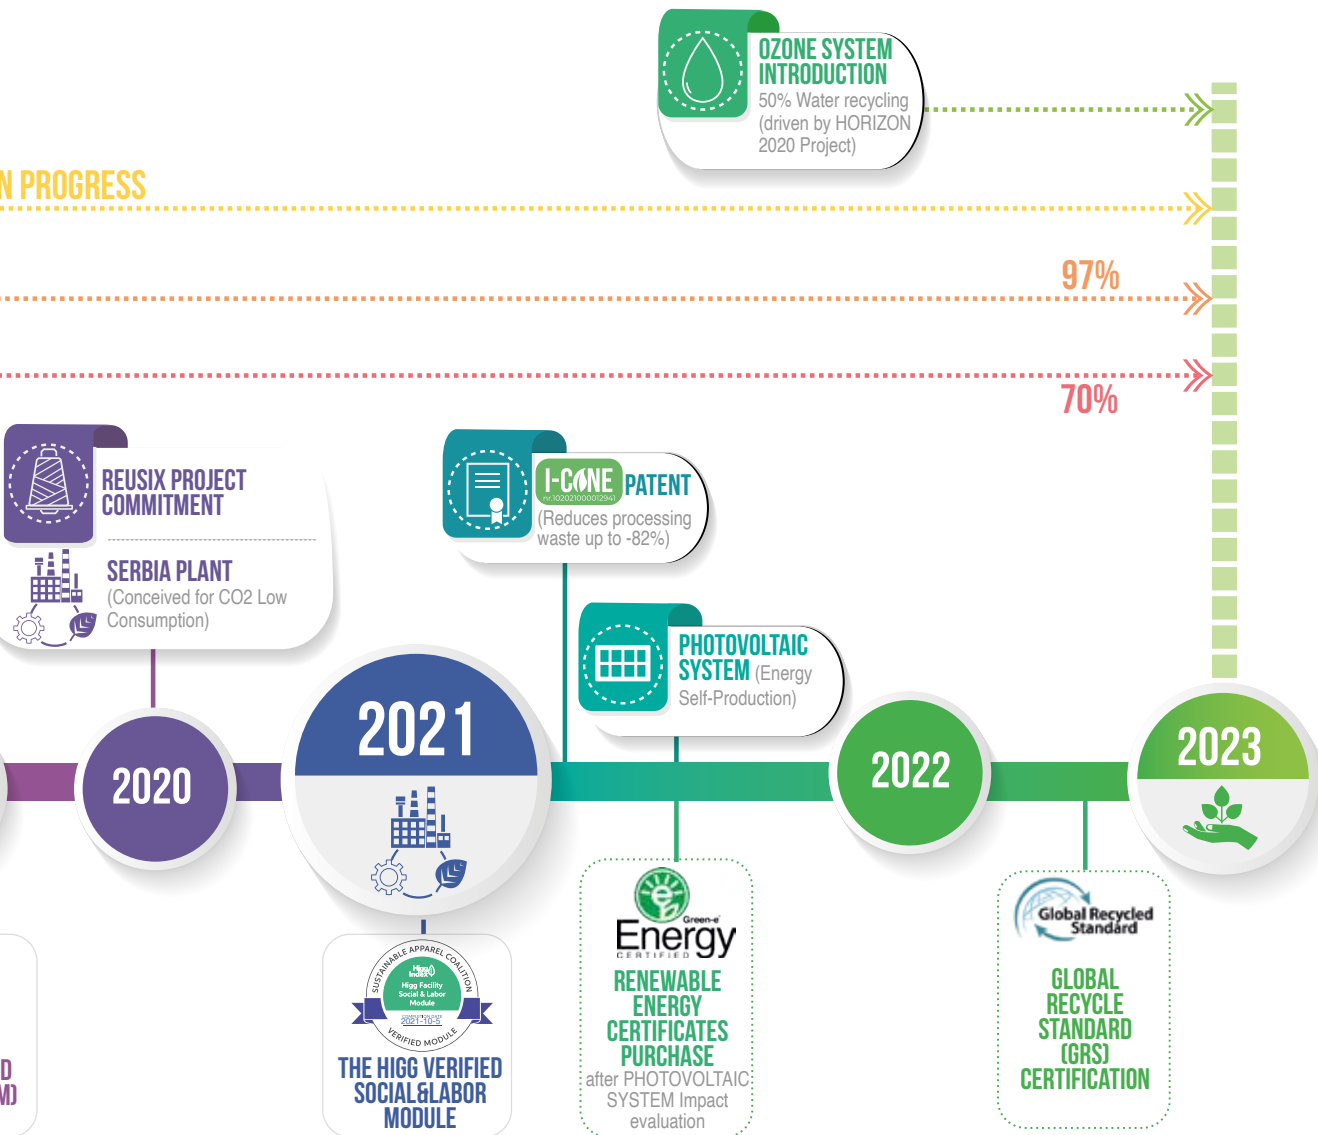 OZONE SYSTEM
INTRODUCTION
50% Water recycling
(driven by HORIZON
2020 Project)
N PROGRESS
97%
70%
REUSIX PROJECT
COMMITMENT
SERBIA PLANT
(Conceived for CO2 Low
Consumption)
I-CONE PATENT
nr.102021000012941
(Reduces processing
waste up to -82%)
PHOTOVOLTAIC
SYSTEM (Energy
Self-Production)
2020
2021
2022
2023
D
M)
SUSTAINABLE APPAREL COALITION
Higg
Index
Higg Facility
Social & Labor
Module
COMPLETION DATE
2021-10-5
VERIFIED MODULE
THE HIGG VERIFIED
SOCIAL&LABOR
MODULE
Green-e
Energy
CERTIFIED
RENEWABLE
ENERGY
CERTIFICATES
PURCHASE
after PHOTOVOLTAIC
SYSTEM Impact
evaluation
Global Recycled
Standard
GLOBAL
RECYCLE
STANDARD
(GRS)
CERTIFICATION